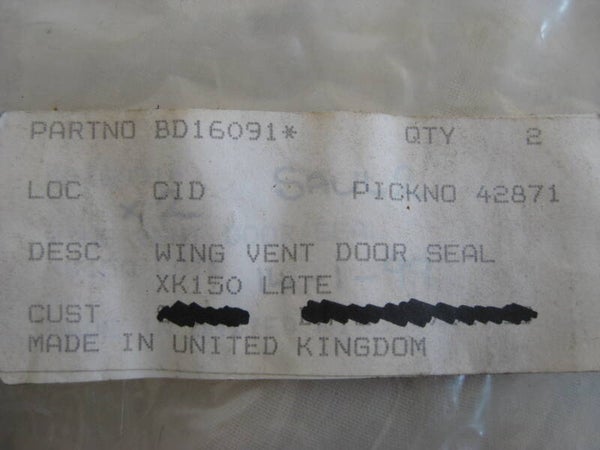 PARTNO BD16091* QTY 2
LOC CID PICKNO 42871
DESC WING VENT DOOR SEAL
XK150 LATE
CUST
MADE IN UNITED KINGDOM